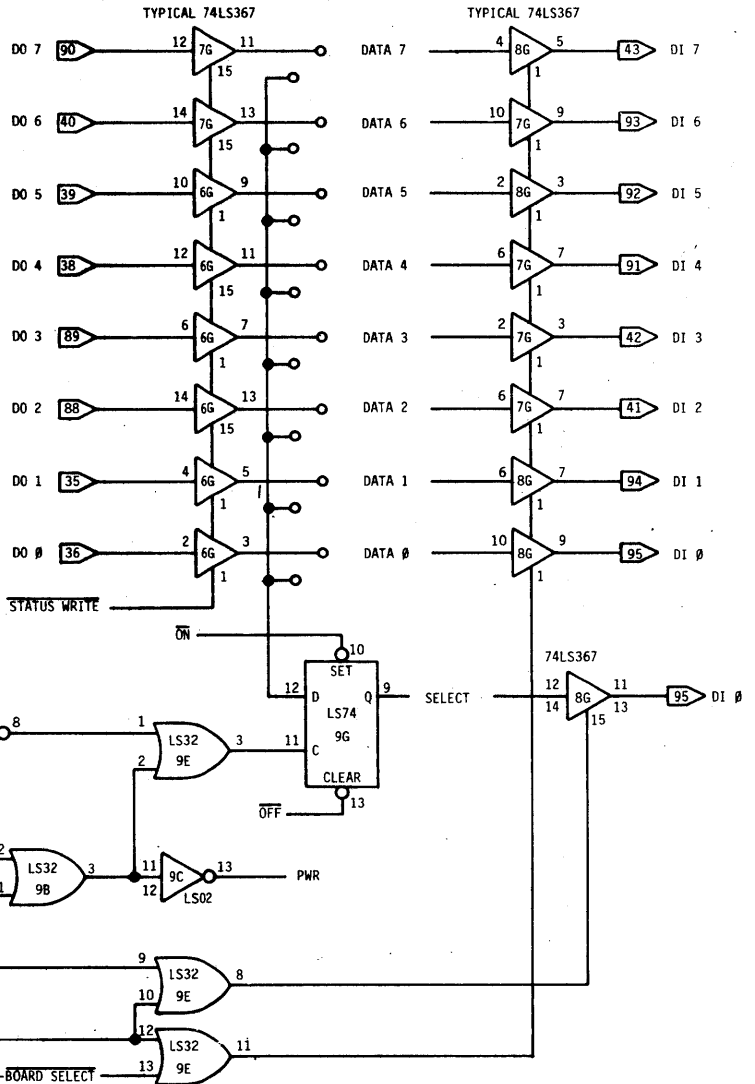 TYPICAL 74LS367 TYPICAL 74LS367
DO 7 90 12 7G 11 15 DATA 7 4 8G 5 1 43 DI 7
DO 6 40 14 7G 13 15 DATA 6 10 7G 9 1 93 DI 6
DO 5 39 10 6G 9 1 DATA 5 2 8G 3 1 92 DI 5
DO 4 38 12 6G 11 15 DATA 4 6 7G 7 1 91 DI 4
DO 3 89 6 6G 7 1 DATA 3 2 7G 3 1 42 DI 3
DO 2 88 14 6G 13 15 DATA 2 6 7G 7 1 41 DI 2
DO 1 35 4 6G 5 1 DATA 1 6 8G 7 1 94 DI 1
DO Ø 36 2 6G 3 1 DATA Ø 10 8G 9 1 95 DI Ø
STATUS WRITE
ON 10
SET 74LS367
12 D Q 9 SELECT 12 14 8G 11 13 15 95 DI Ø
LS74
9G
8 1 LS32 9E 3 11 C
2
CLEAR
OFF 13
2 1 LS32 9B 3 11 12 9C 13 PWR
LS02
9 LS32 8
10 9E
12 LS32 11
13 9E
-BOARD SELECT